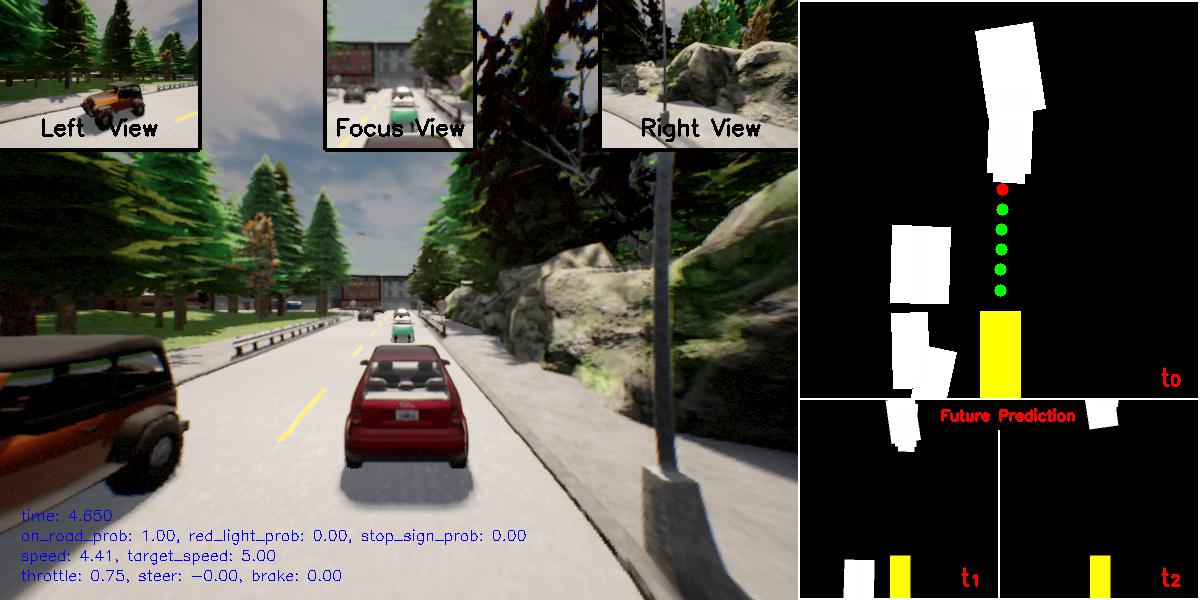 Left View
Focus View
Right View
time: 4.650
on_road_prob: 1.00, red_light_prob: 0.00, stop_sign_prob: 0.00
speed: 4.41, target_speed: 5.00
throttle: 0.75, steer: -0.00, brake: 0.00
t0
Future Prediction
t1
t2